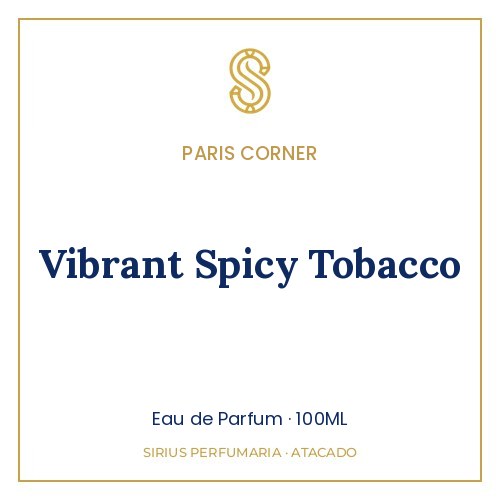 PARIS CORNER
Vibrant Spicy Tobacco
Eau de Parfum · 100ML
SIRIUS PERFUMARIA · ATACADO